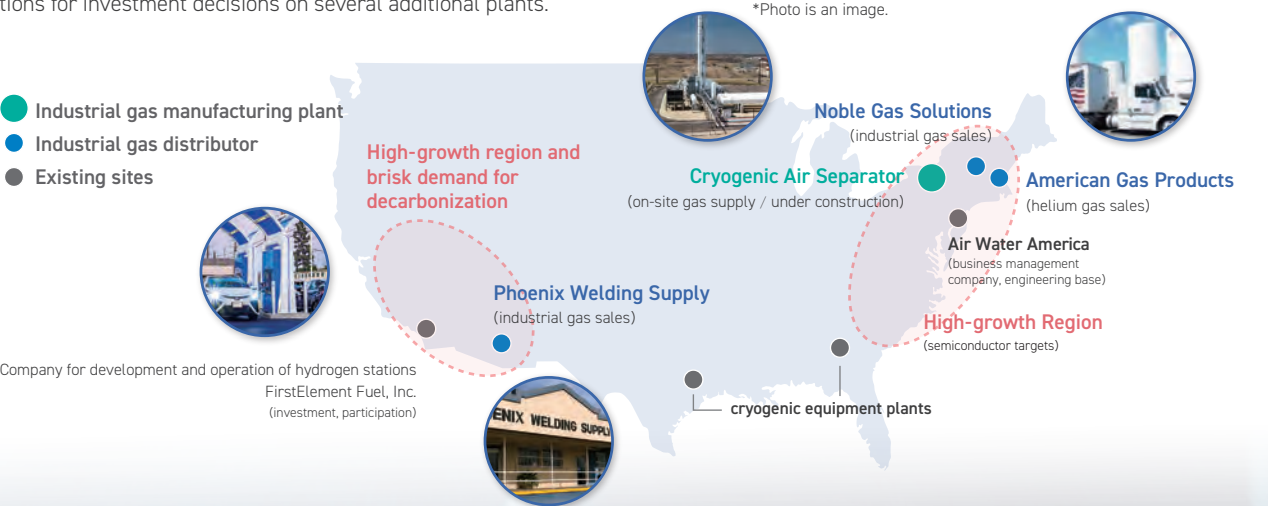 tions for investment decisions on several additional plants.
*Photo is an image.
Industrial gas manufacturing plant
Industrial gas distributor
Existing sites
High-growth region and
brisk demand for
decarbonization
Noble Gas Solutions
(industrial gas sales)
Cryogenic Air Separator
(on-site gas supply / under construction)
American Gas Products
(helium gas sales)
Air Water America
(business management
company, engineering base)
Phoenix Welding Supply
(industrial gas sales)
High-growth Region
(semiconductor targets)
Company for development and operation of hydrogen stations
FirstElement Fuel, Inc.
(investment, participation)
cryogenic equipment plants
ENIX WELDING SUPPLY